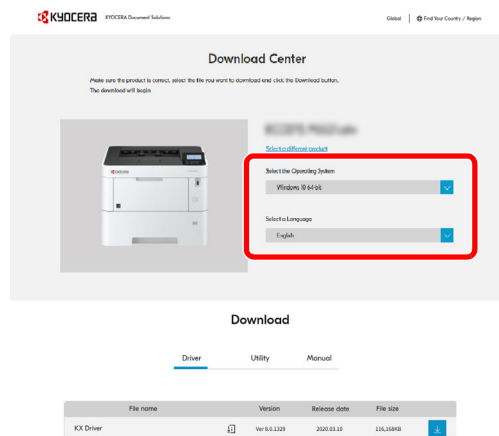 KYOCERA KYOCERA Document Solutions Global Find Your Country / Region
Download Center
Make sure the product is correct, select the file you want to download and click the Download button.
The download will begin
Select a different product
Select the Operating System
Windows 10 64-bit
Select a Language
English
Download
Driver Utility Manual
File name Version Release date File size
KX Driver Ver 8.0.1329 2020.03.10 116,168KB